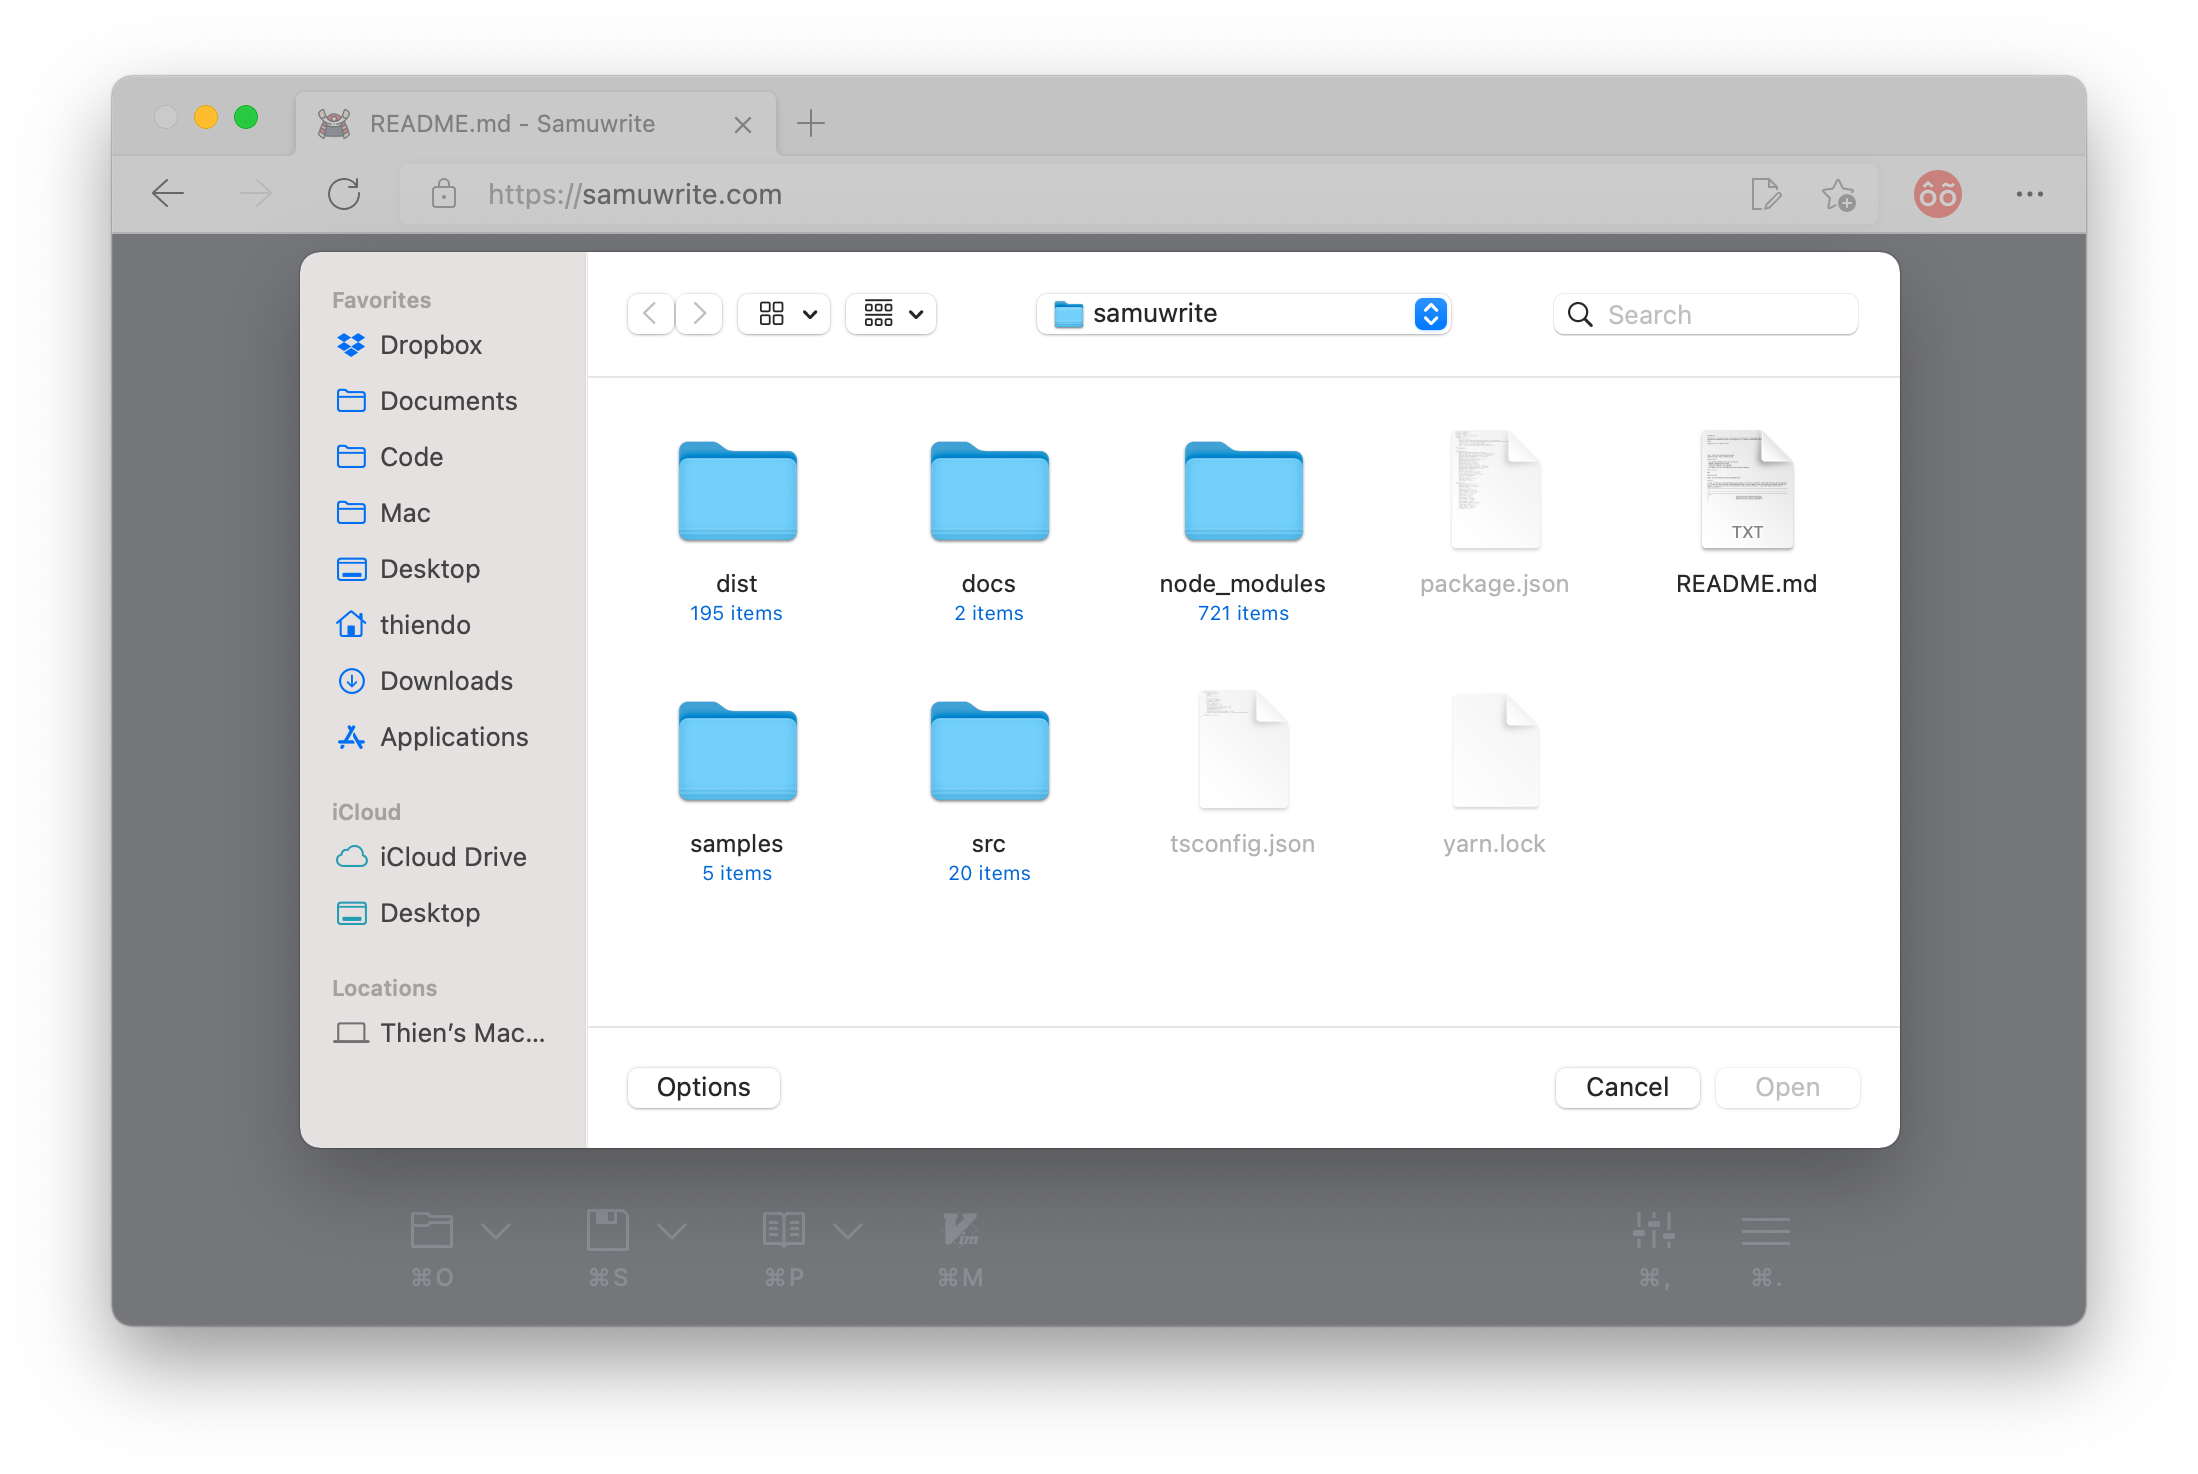 README.md - Samuwrite
https://samuwrite.com
ôõ
Favorites
Dropbox
Documents
Code
Mac
Desktop
thiendo
Downloads
Applications
iCloud
iCloud Drive
Desktop
Locations
Thien’s Mac...
samuwrite
Search
dist
195 items
docs
2 items
node_modules
721 items
package.json
TXT
README.md
samples
5 items
src
20 items
tsconfig.json
yarn.lock
Options
Cancel
Open
Vim
⌘O
⌘S
⌘P
⌘M
⌘,
⌘.